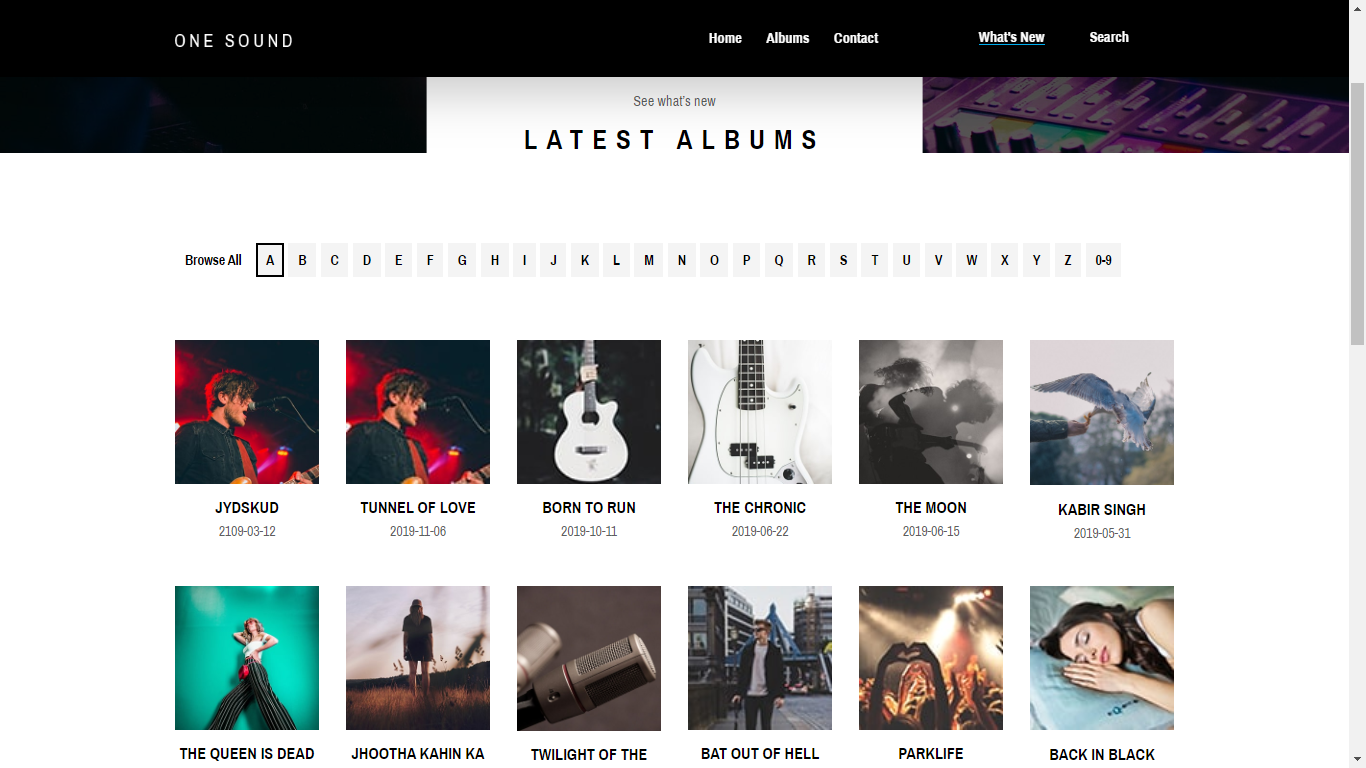 ONE SOUND
Home Albums Contact What's New Search
See what's new
LATEST ALBUMS
Browse All A B C D E F G H I J K L M N O P Q R S T U V W X Y Z 0-9
JYDSKUD TUNNEL OF LOVE BORN TO RUN THE CHRONIC THE MOON KABIR SINGH
2109-03-12 2019-11-06 2019-10-11 2019-06-22 2019-06-15 2019-05-31
THE QUEEN IS DEAD JHOOTHA KAHIN KA TWILIGHT OF THE BAT OUT OF HELL PARKLIFE BACK IN BLACK